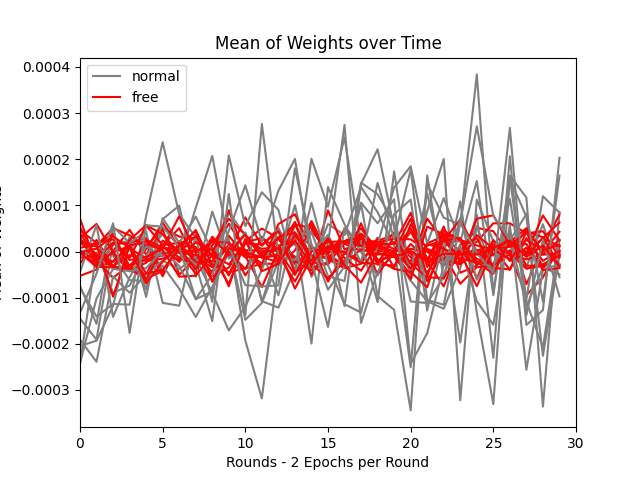 Mean of Weights over Time
normal
free
0.0004
0.0003
0.0002
0.0001
0.0000
−0.0001
−0.0002
−0.0003
0 5 10 15 20 25 30
Rounds - 2 Epochs per Round